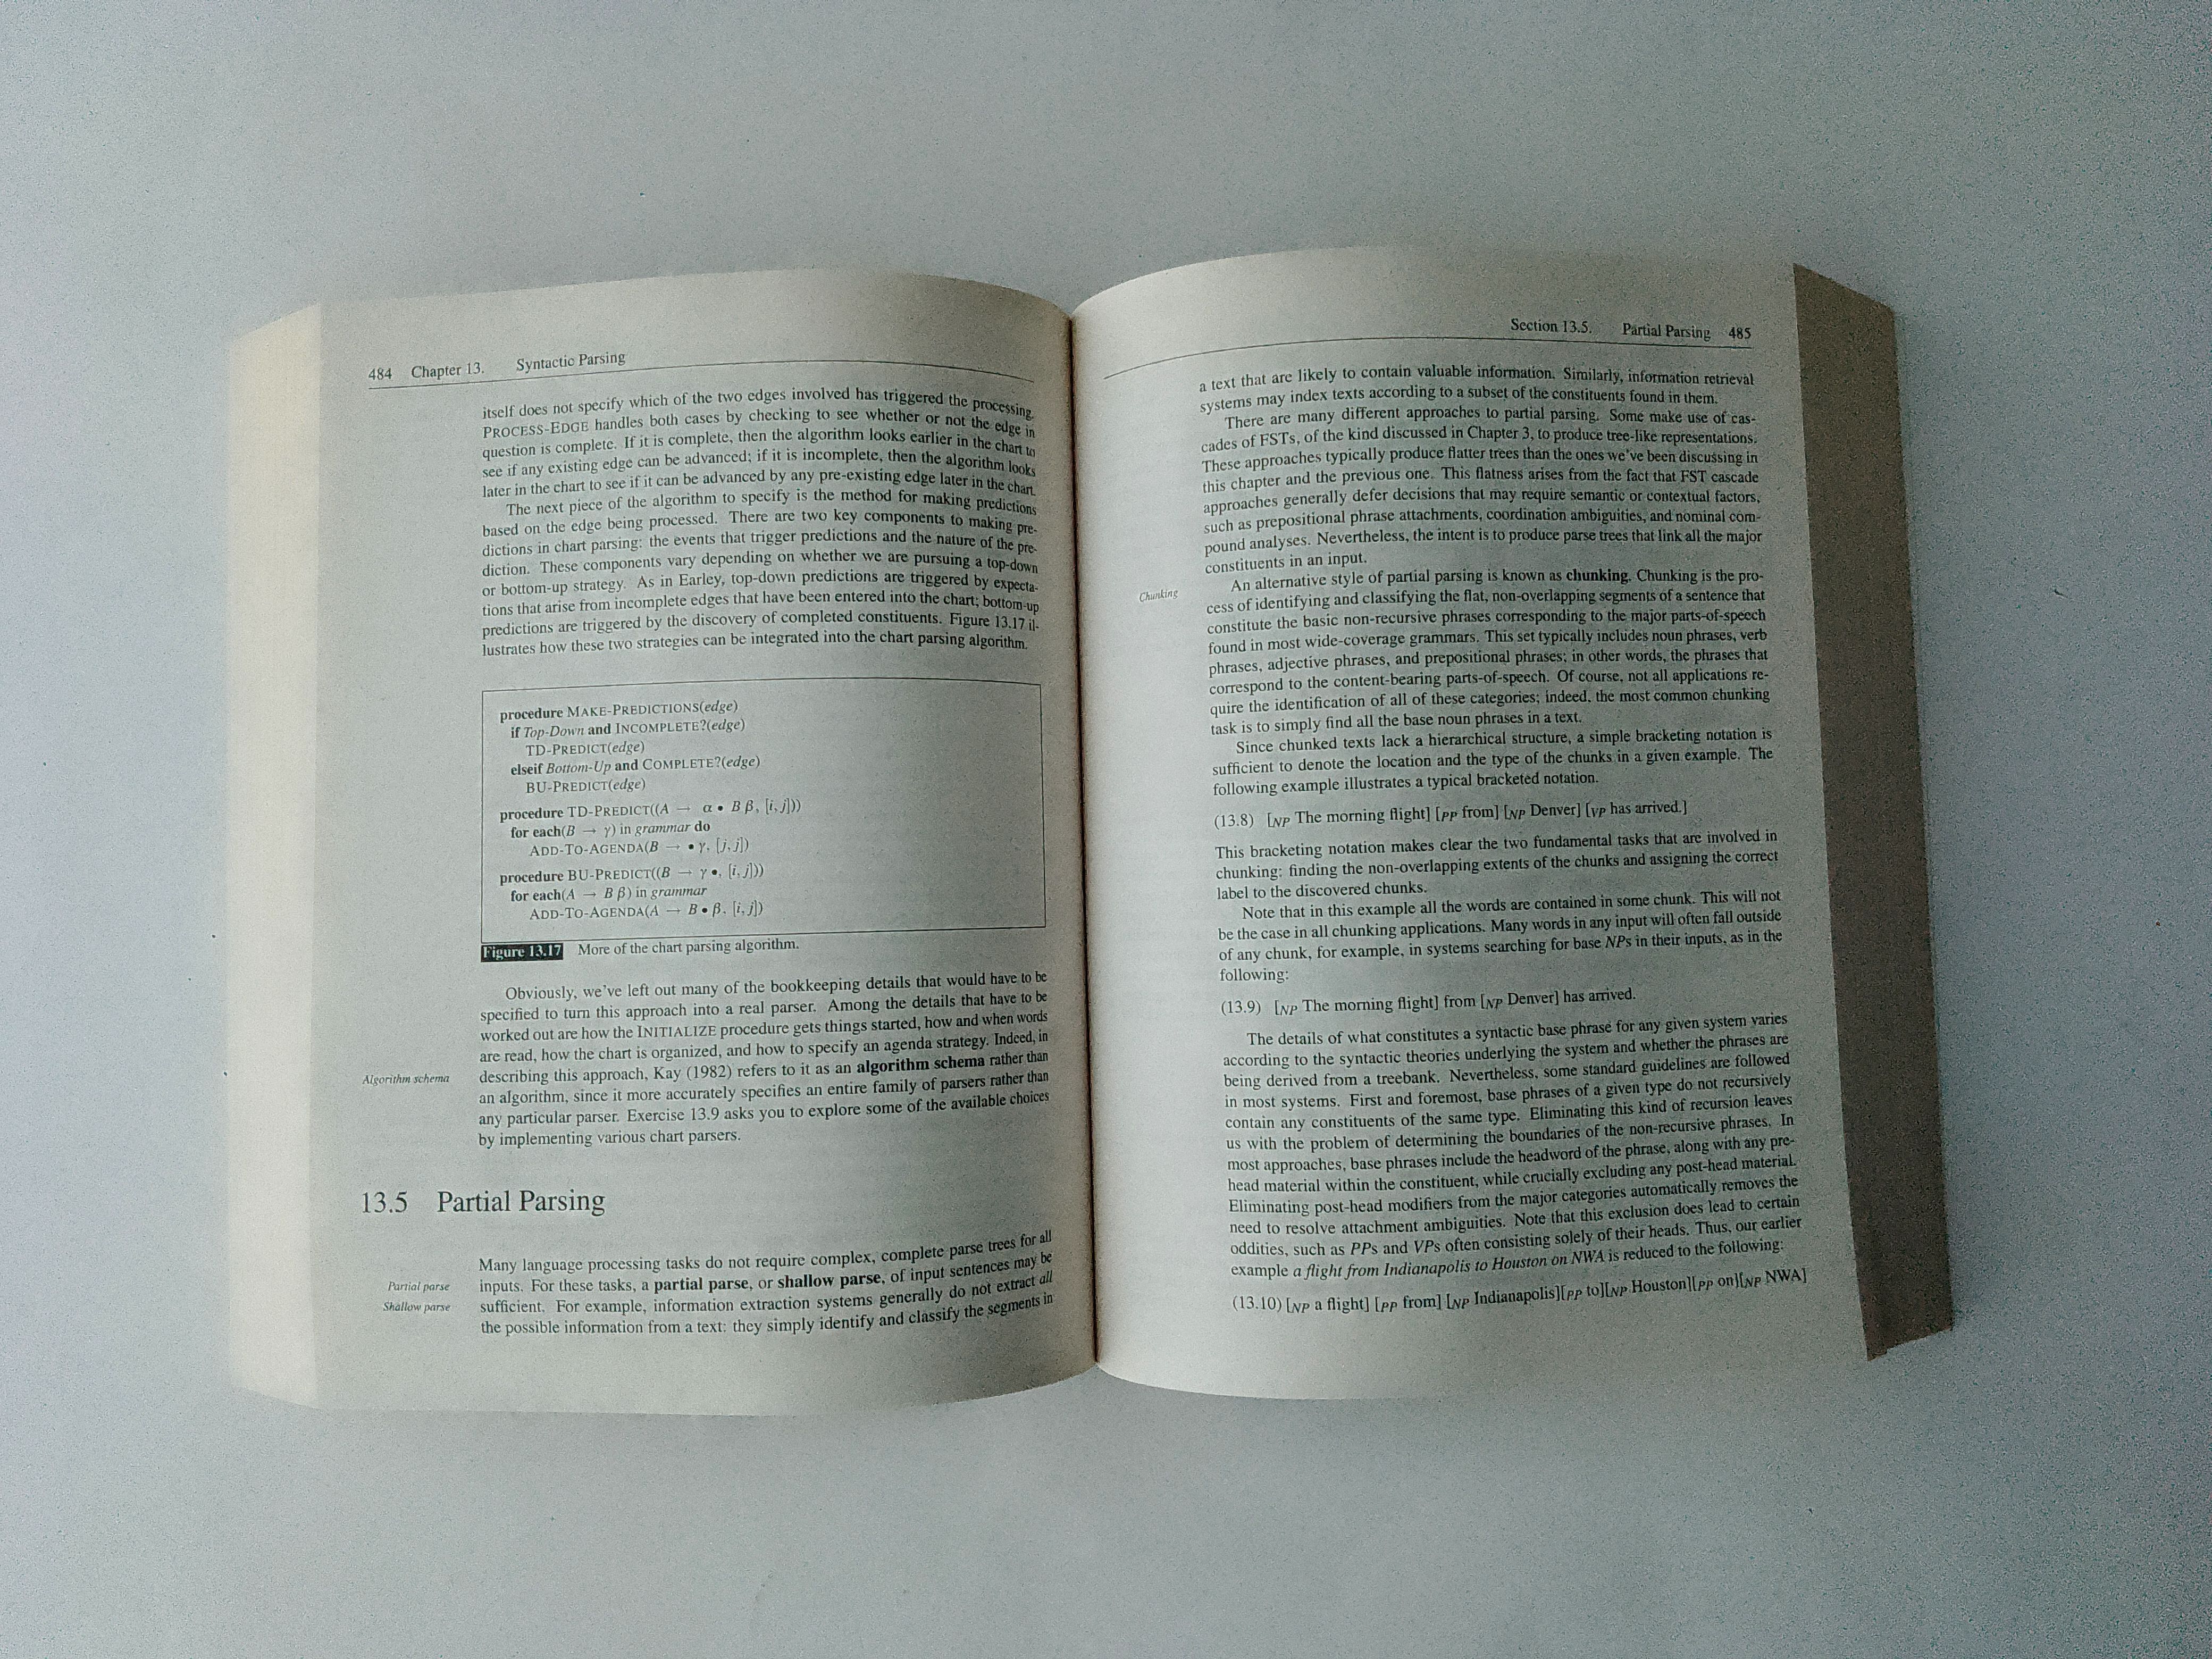 484 Chapter 13. Syntactic Parsing
itself does not specify which of the two edges involved has triggered the processing.
PROCESS-EDGE handles both cases by checking to see whether or not the edge in
question is complete. If it is complete, then the algorithm looks earlier in the chart to
see if any existing edge can be advanced; if it is incomplete, then the algorithm looks
later in the chart to see if it can be advanced by any pre-existing edge later in the chart.
The next piece of the algorithm to specify is the method for making predictions
based on the edge being processed. There are two key components to making pre-
dictions in chart parsing: the events that trigger predictions and the nature of the pre-
diction. These components vary depending on whether we are pursuing a top-down
or bottom-up strategy. As in Earley, top-down predictions are triggered by expecta-
tions that arise from incomplete edges that have been entered into the chart; bottom-up
predictions are triggered by the discovery of completed constituents. Figure 13.17 il-
lustrates how these two strategies can be integrated into the chart parsing algorithm.
procedure MAKE-PREDICTIONS(edge)
if Top-Down and INCOMPLETE?(edge)
TD-PREDICT(edge)
elseif Bottom-Up and COMPLETE?(edge)
BU-PREDICT(edge)
procedure TD-PREDICT((A → α • B β, [i,j]))
for each(B → γ) in grammar do
ADD-TO-AGENDA(B → • γ, [j,j])
procedure BU-PREDICT((B → γ •, [i,j]))
for each(A → B β) in grammar
ADD-TO-AGENDA(A → B • β, [i,j])
Figure 13.17 More of the chart parsing algorithm.
Obviously, we've left out many of the bookkeeping details that would have to be
specified to turn this approach into a real parser. Among the details that have to be
worked out are how the INITIALIZE procedure gets things started, how and when words
are read, how the chart is organized, and how to specify an agenda strategy. Indeed, in
Algorithm schema describing this approach, Kay (1982) refers to it as an algorithm schema rather than
an algorithm, since it more accurately specifies an entire family of parsers rather than
any particular parser. Exercise 13.9 asks you to explore some of the available choices
by implementing various chart parsers.
13.5 Partial Parsing
Many language processing tasks do not require complex, complete parse trees for all
Partial parse inputs. For these tasks, a partial parse, or shallow parse, of input sentences may be
Shallow parse sufficient. For example, information extraction systems generally do not extract all
the possible information from a text: they simply identify and classify the segments in
Section 13.5. Partial Parsing 485
a text that are likely to contain valuable information. Similarly, information retrieval
systems may index texts according to a subset of the constituents found in them.
There are many different approaches to partial parsing. Some make use of cas-
cades of FSTs, of the kind discussed in Chapter 3, to produce tree-like representations.
These approaches typically produce flatter trees than the ones we've been discussing in
this chapter and the previous one. This flatness arises from the fact that FST cascade
approaches generally defer decisions that may require semantic or contextual factors,
such as prepositional phrase attachments, coordination ambiguities, and nominal com-
pound analyses. Nevertheless, the intent is to produce parse trees that link all the major
constituents in an input.
Chunking An alternative style of partial parsing is known as chunking. Chunking is the pro-
cess of identifying and classifying the flat, non-overlapping segments of a sentence that
constitute the basic non-recursive phrases corresponding to the major parts-of-speech
found in most wide-coverage grammars. This set typically includes noun phrases, verb
phrases, adjective phrases, and prepositional phrases; in other words, the phrases that
correspond to the content-bearing parts-of-speech. Of course, not all applications re-
quire the identification of all of these categories; indeed, the most common chunking
task is to simply find all the base noun phrases in a text.
Since chunked texts lack a hierarchical structure, a simple bracketing notation is
sufficient to denote the location and the type of the chunks in a given example. The
following example illustrates a typical bracketed notation.
(13.8) [NP The morning flight] [PP from] [NP Denver] [VP has arrived.]
This bracketing notation makes clear the two fundamental tasks that are involved in
chunking: finding the non-overlapping extents of the chunks and assigning the correct
label to the discovered chunks.
Note that in this example all the words are contained in some chunk. This will not
be the case in all chunking applications. Many words in any input will often fall outside
of any chunk, for example, in systems searching for base NPs in their inputs, as in the
following:
(13.9) [NP The morning flight] from [NP Denver] has arrived.
The details of what constitutes a syntactic base phrase for any given system varies
according to the syntactic theories underlying the system and whether the phrases are
being derived from a treebank. Nevertheless, some standard guidelines are followed
in most systems. First and foremost, base phrases of a given type do not recursively
contain any constituents of the same type. Eliminating this kind of recursion leaves
us with the problem of determining the boundaries of the non-recursive phrases. In
most approaches, base phrases include the headword of the phrase, along with any pre-
head material within the constituent, while crucially excluding any post-head material.
Eliminating post-head modifiers from the major categories automatically removes the
need to resolve attachment ambiguities. Note that this exclusion does lead to certain
oddities, such as PPs and VPs often consisting solely of their heads. Thus, our earlier
example a flight from Indianapolis to Houston on NWA is reduced to the following:
(13.10) [NP a flight] [PP from] [NP Indianapolis][PP to][NP Houston][PP on][NP NWA]